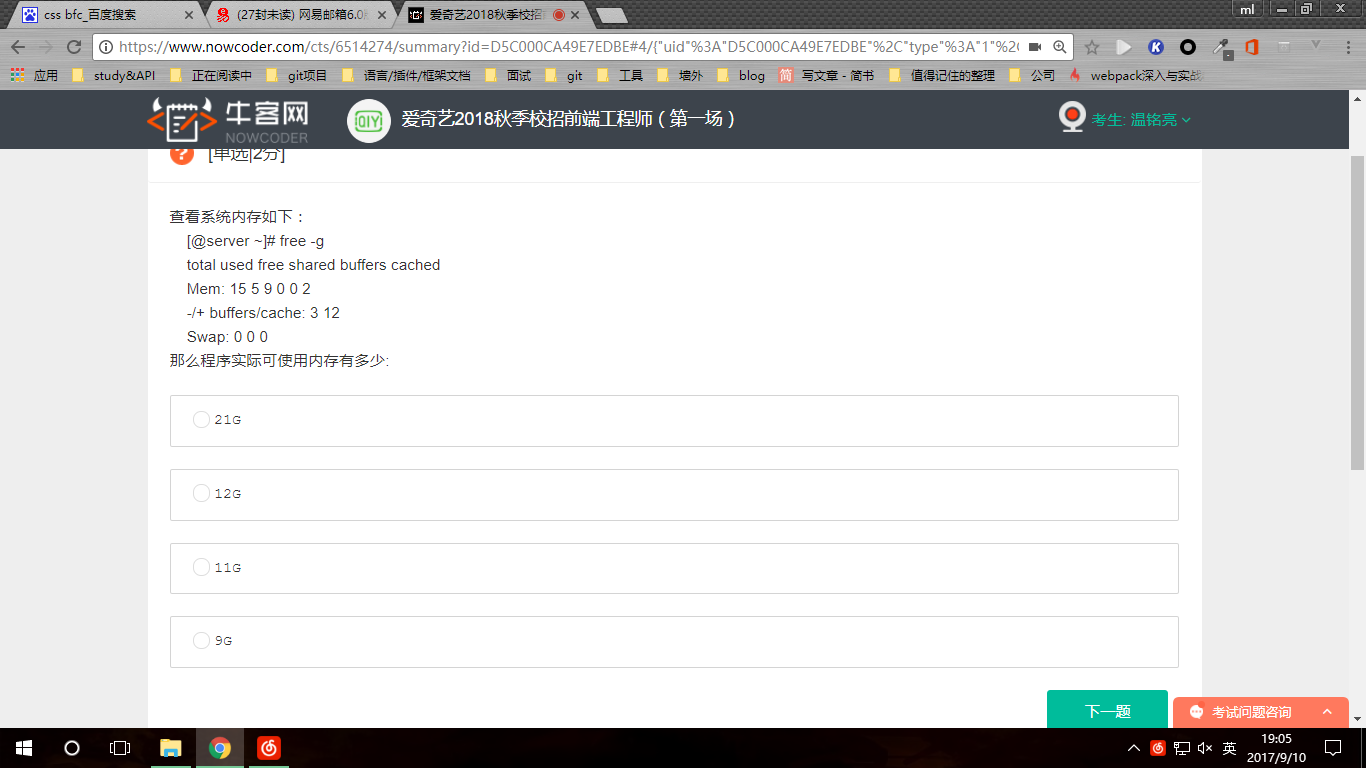 css bfc_百度搜索
(27封未读) 网易邮箱6.0
爱奇艺2018秋季校招
ml
https://www.nowcoder.com/cts/6514274/summary?id=D5C000CA49E7EDBE#4/{"uid"%3A"D5C000CA49E7EDBE"%2C"type"%3A"1"%2
应用 study&API 正在阅读中 git项目 语言/插件/框架文档 面试 git 工具 墙外 blog 简 写文章 - 简书 值得记住的整理 公司 webpack深入与实战
牛客网
NOWCODER
QIY
爱奇艺2018秋季校招前端工程师（第一场）
考生: 温铭亮
? [单选|2分]
查看系统内存如下：
[@server ~]# free -g
total used free shared buffers cached
Mem: 15 5 9 0 0 2
-/+ buffers/cache: 3 12
Swap: 0 0 0
那么程序实际可使用内存有多少:
21G
12G
11G
9G
下一题
考试问题咨询
英
19:05
2017/9/10